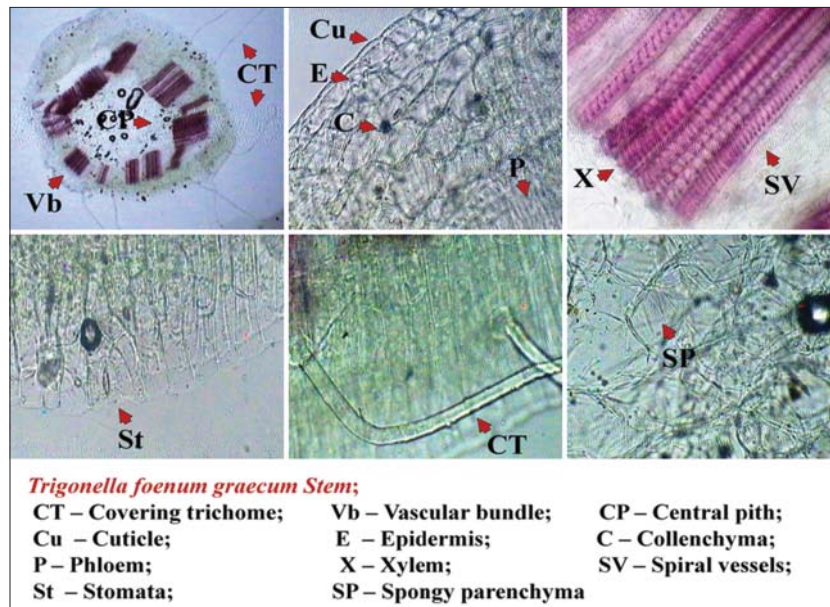 CT
CP
Vb
Cu
E
C
P
X
SV
St
CT
SP
Trigonella foenum graecum Stem;
CT – Covering trichome; Vb – Vascular bundle; CP – Central pith;
Cu – Cuticle; E – Epidermis; C – Collenchyma;
P – Phloem; X – Xylem; SV – Spiral vessels;
St – Stomata; SP – Spongy parenchyma